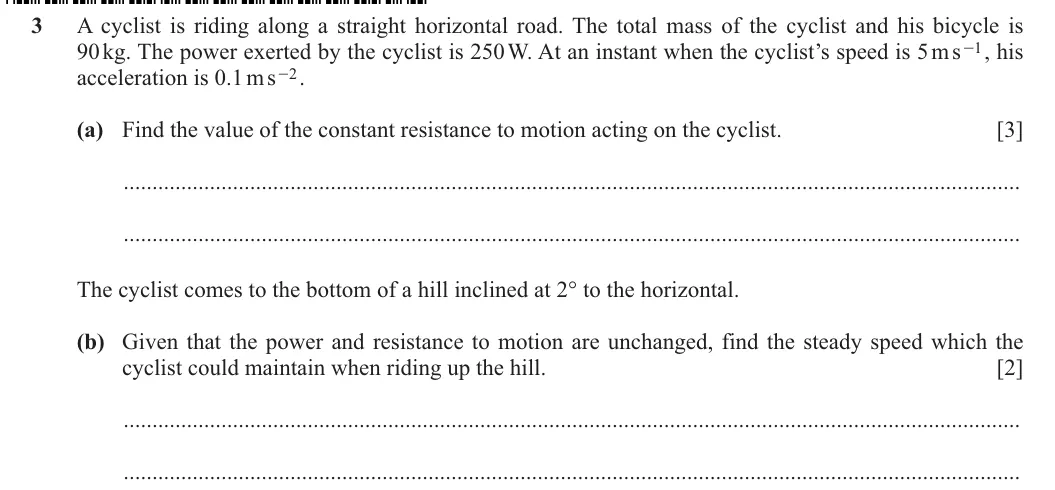 3 A cyclist is riding along a straight horizontal road. The total mass of the cyclist and his bicycle is
90 kg. The power exerted by the cyclist is 250 W. At an instant when the cyclist’s speed is 5 m s⁻¹, his
acceleration is 0.1 m s⁻².
(a) Find the value of the constant resistance to motion acting on the cyclist. [3]
The cyclist comes to the bottom of a hill inclined at 2° to the horizontal.
(b) Given that the power and resistance to motion are unchanged, find the steady speed which the
cyclist could maintain when riding up the hill. [2]